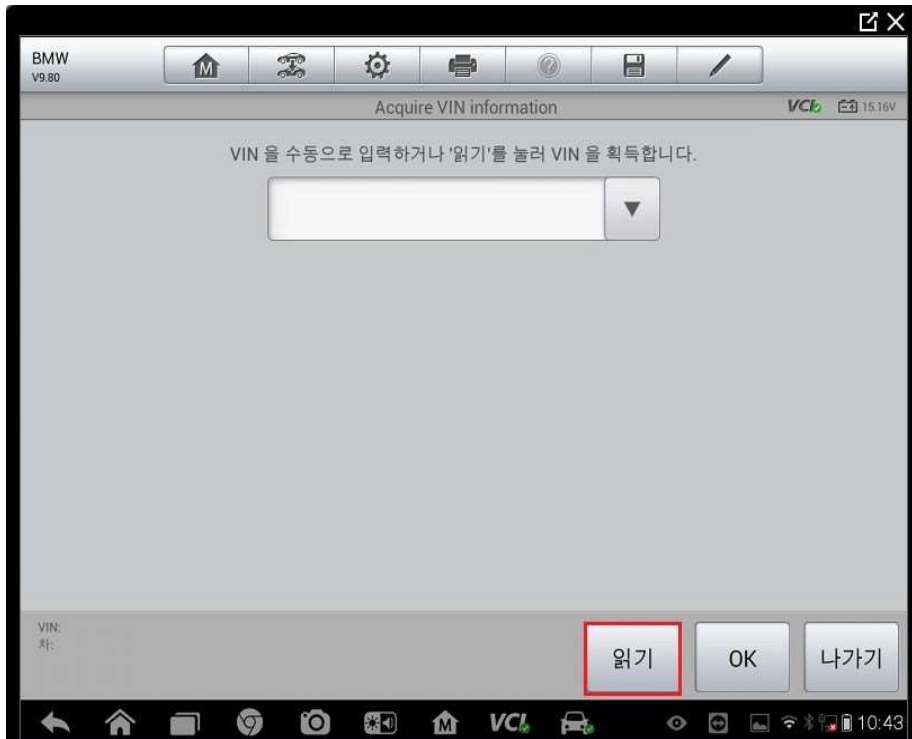 BMW
V9.80
M
Acquire VIN information
VCI
15.16V
VIN 을 수동으로 입력하거나 '읽기'를 눌러 VIN 을 획득합니다.
VIN:
차:
읽기
OK
나가기
M
VCI
10:43